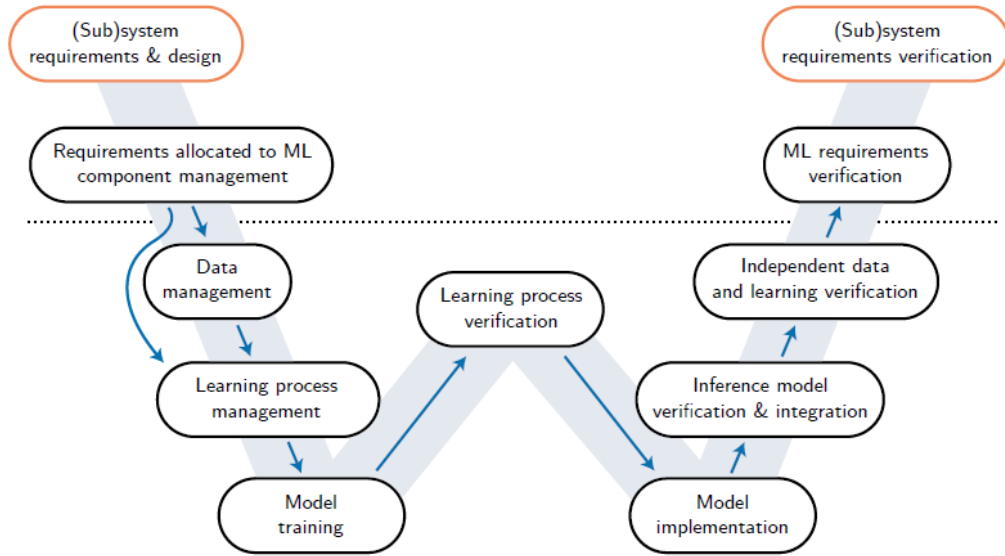 (Sub)system
requirements & design
(Sub)system
requirements verification
Requirements allocated to ML
component management
ML requirements
verification
Data
management
Learning process
verification
Independent data
and learning verification
Learning process
management
Inference model
verification & integration
Model
training
Model
implementation